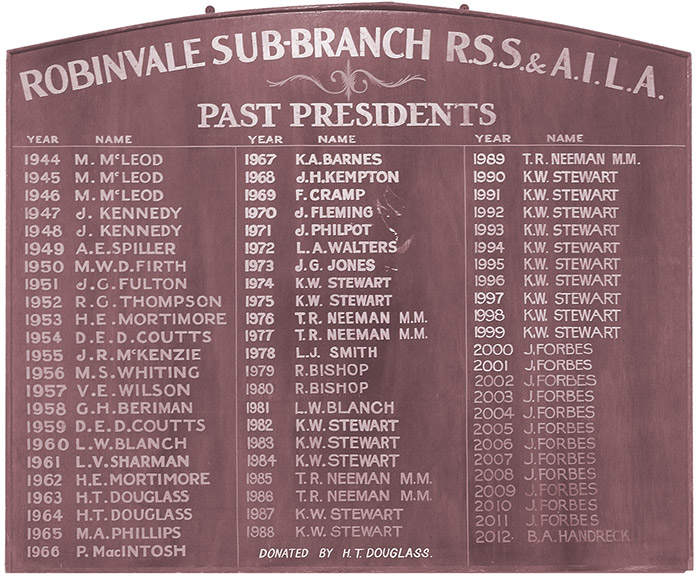 ROBINVALE SUB-BRANCH R.S.S. & A.I.L.A.
PAST PRESIDENTS
YEAR NAME
1944 M. McLEOD
1945 M. McLEOD
1946 M. McLEOD
1947 J. KENNEDY
1948 J. KENNEDY
1949 A.E. SPILLER
1950 M.W.D. FIRTH
1951 J.G. FULTON
1952 R.G. THOMPSON
1953 H.E. MORTIMORE
1954 D.E.D. COUTTS
1955 J.R. McKENZIE
1956 M.S. WHITING
1957 V.E. WILSON
1958 G.H. BERIMAN
1959 D.E.D. COUTTS
1960 L.W. BLANCH
1961 L.V. SHARMAN
1962 H.E. MORTIMORE
1963 H.T. DOUGLASS
1964 H.T. DOUGLASS
1965 M.A. PHILLIPS
1966 P. MacINTOSH
YEAR NAME
1967 K.A. BARNES
1968 J.H. KEMPTON
1969 F. CRAMP
1970 J. FLEMING
1971 J. PHILPOT
1972 L.A. WALTERS
1973 J.G. JONES
1974 K.W. STEWART
1975 K.W. STEWART
1976 T.R. NEEMAN M.M.
1977 T.R. NEEMAN M.M.
1978 L.J. SMITH
1979 R. BISHOP
1980 R. BISHOP
1981 L.W. BLANCH
1982 K.W. STEWART
1983 K.W. STEWART
1984 K.W. STEWART
1985 T.R. NEEMAN M.M.
1986 T.R. NEEMAN M.M.
1987 K.W. STEWART
1988 K.W. STEWART
DONATED BY H.T. DOUGLASS.
YEAR NAME
1989 T.R. NEEMAN M.M.
1990 K.W. STEWART
1991 K.W. STEWART
1992 K.W. STEWART
1993 K.W. STEWART
1994 K.W. STEWART
1995 K.W. STEWART
1996 K.W. STEWART
1997 K.W. STEWART
1998 K.W. STEWART
1999 K.W. STEWART
2000 J. FORBES
2001 J. FORBES
2002 J. FORBES
2003 J. FORBES
2004 J. FORBES
2005 J. FORBES
2006 J. FORBES
2007 J. FORBES
2008 J. FORBES
2009 J. FORBES
2010 J. FORBES
2011 J. FORBES
2012. B.A. HANDRECK